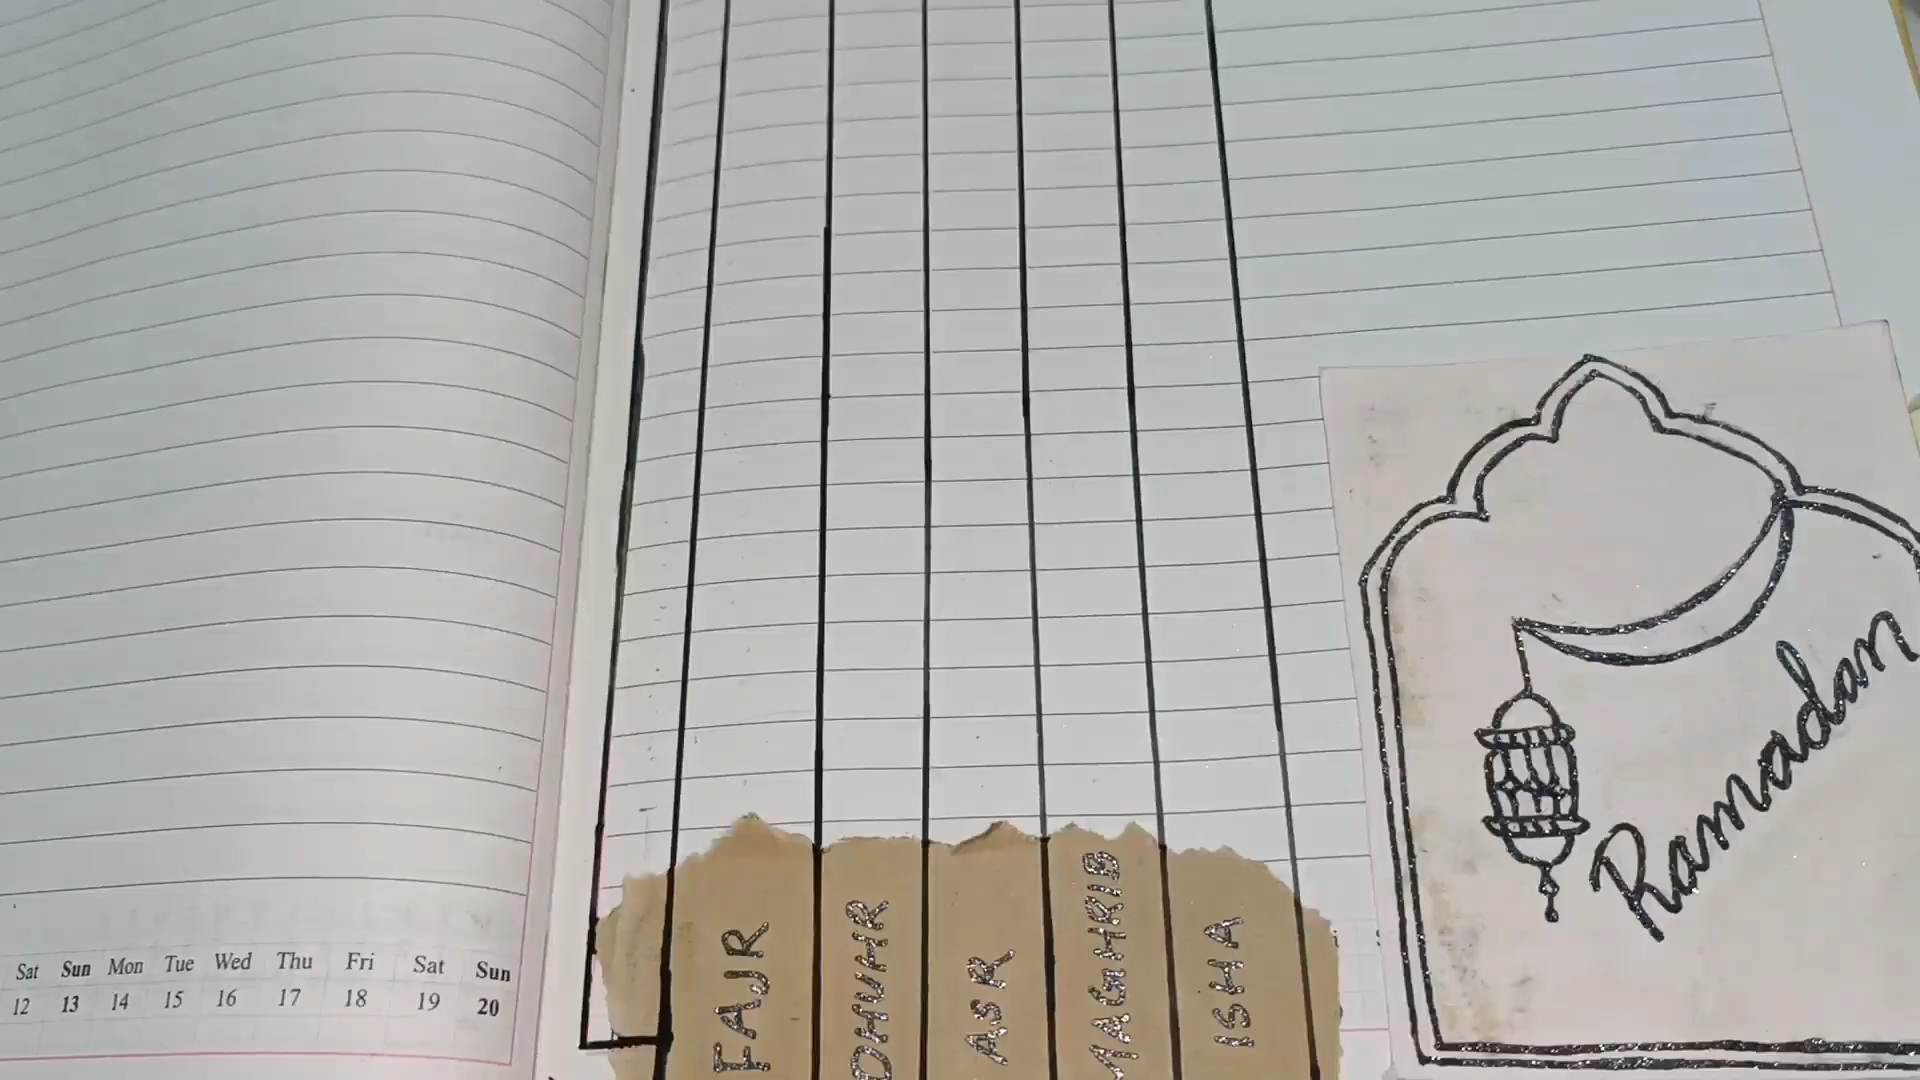 Sat Sun Mon Tue Wed Thu Fri Sat Sun
12 13 14 15 16 17 18 19 20
FAJR
DHUHR
ASR
MAGHRIB
ISHA
Ramadan